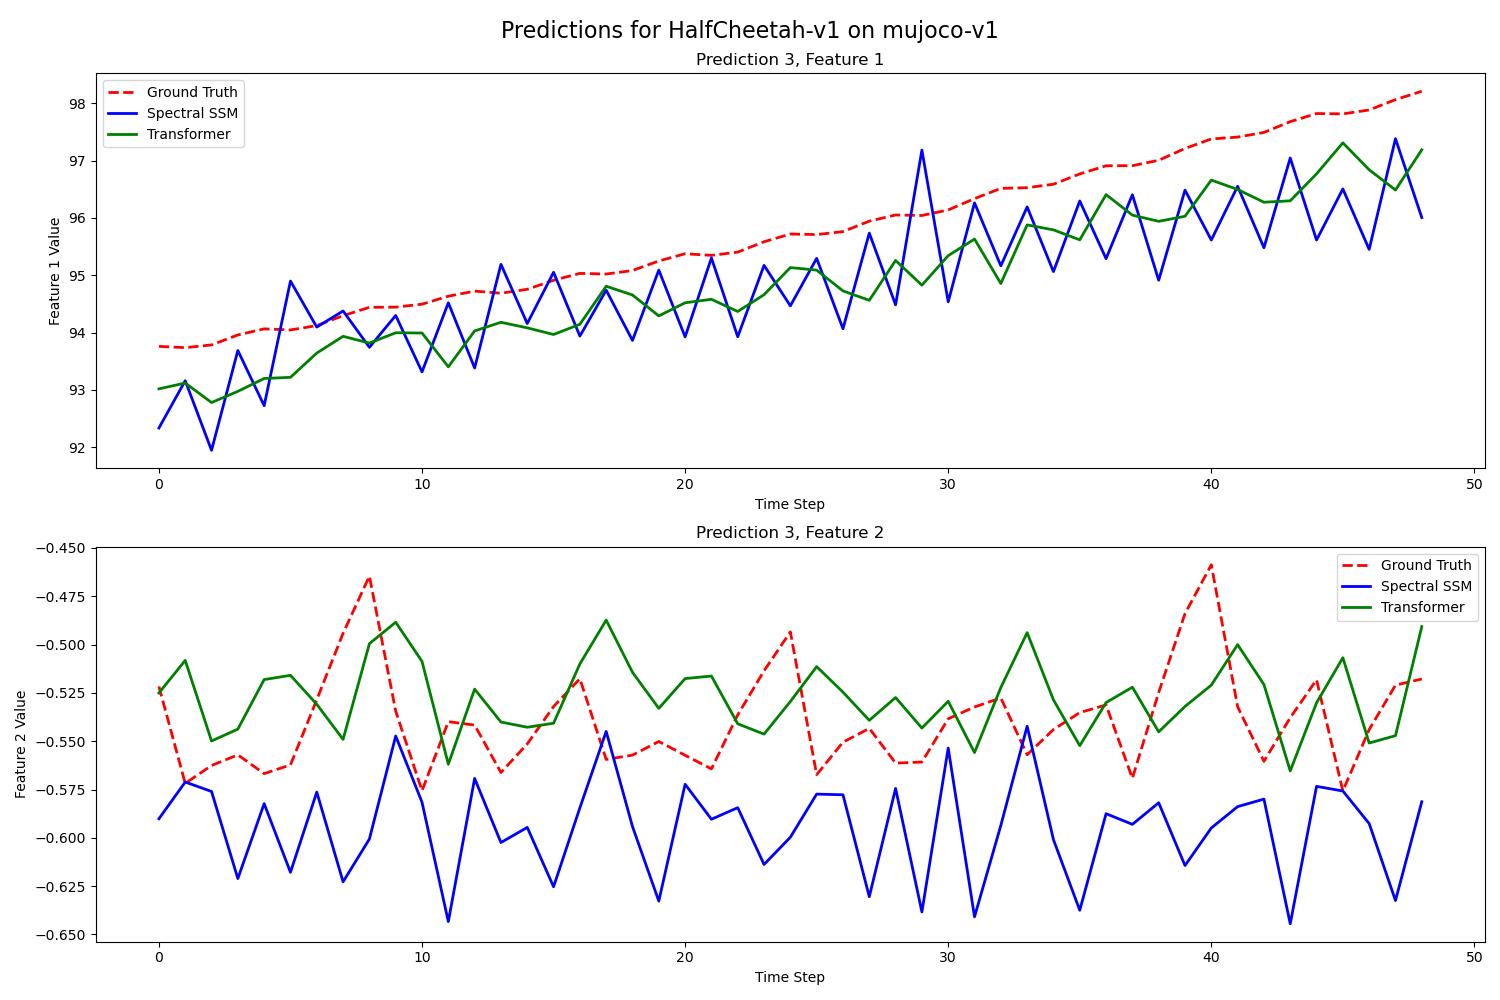 Predictions for HalfCheetah-v1 on mujoco-v1
Prediction 3, Feature 1
Ground Truth
Spectral SSM
Transformer
Feature 1 Value
98
97
96
95
94
93
92
0 10 20 30 40 50
Time Step
Prediction 3, Feature 2
Ground Truth
Spectral SSM
Transformer
Feature 2 Value
−0.450
−0.475
−0.500
−0.525
−0.550
−0.575
−0.600
−0.625
−0.650
0 10 20 30 40 50
Time Step